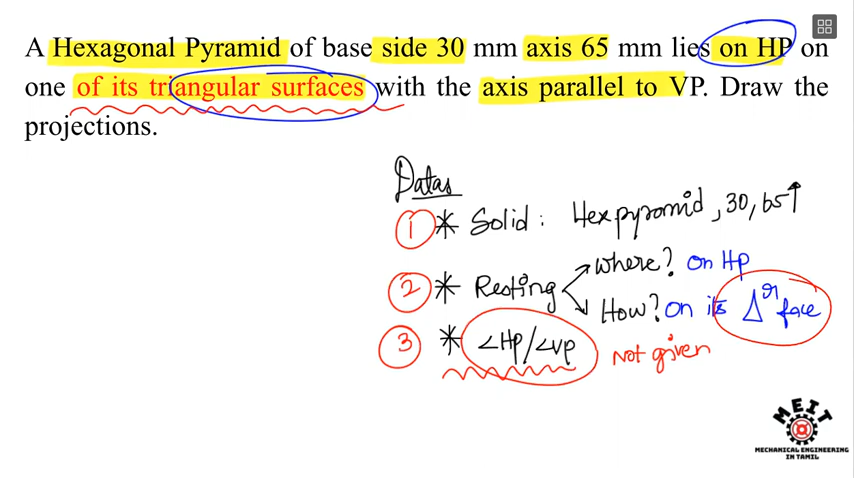 A Hexagonal Pyramid of base side 30 mm axis 65 mm lies on HP on
one of its triangular surfaces with the axis parallel to VP. Draw the
projections.
Datas
1 * Solid: Hex pyramid, 30, 65↑
2 * Resting → Where? on HP
→ How? on its Δʳ face
3 * ∠HP/∠VP Not given
MEIT
MECHANICAL ENGINEERING
IN TAMIL